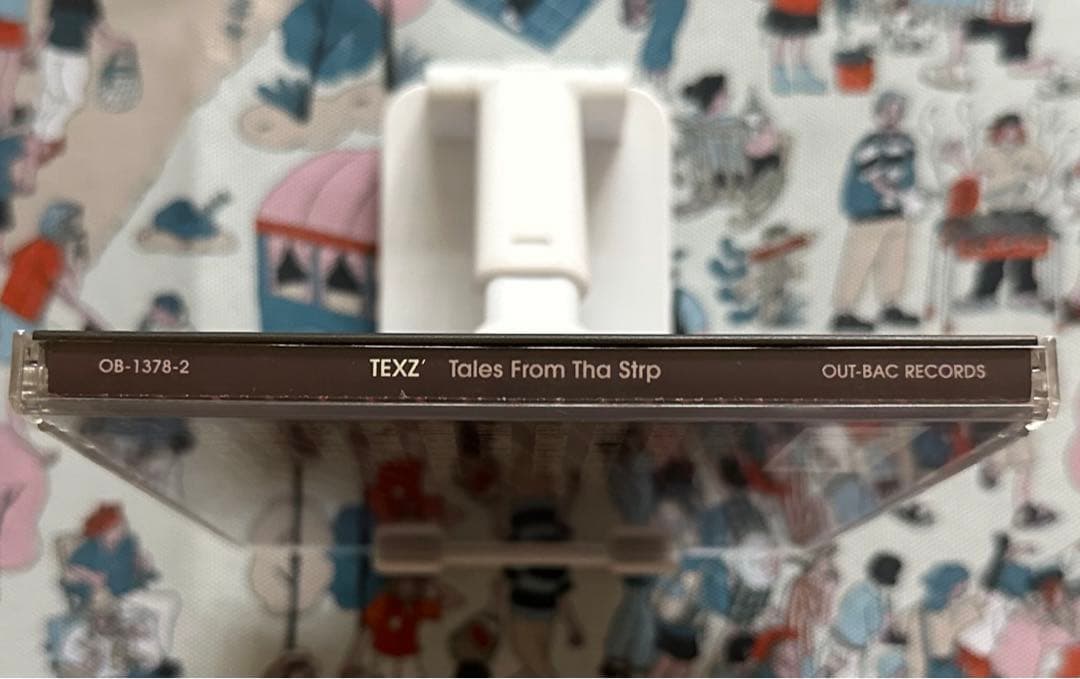 OB-1378-2 TEXZ' Tales From Tha Strp OUT-BAC RECORDS